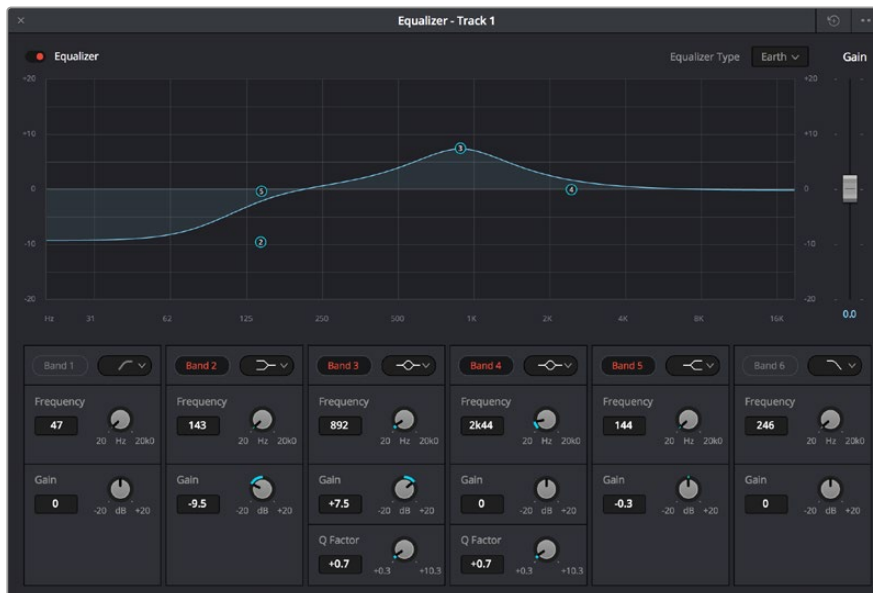 Equalizer - Track 1
Equalizer
Equalizer Type Earth Gain
+20 +20
+10 +10
3
0 5 4 0
-10 2 -10
-20 -20
Hz 31 62 125 250 500 1K 2K 4K 8K 16K 0.0
Band 1 Band 2 Band 3 Band 4 Band 5 Band 6
Frequency Frequency Frequency Frequency Frequency Frequency
47 143 892 2k44 144 246
20 Hz 20k0 20 Hz 20k0 20 Hz 20k0 20 Hz 20k0 20 Hz 20k0 20 Hz 20k0
Gain Gain Gain Gain Gain Gain
0 -9.5 +7.5 0 -0.3 0
-20 dB +20 -20 dB +20 -20 dB +20 -20 dB +20 -20 dB +20 -20 dB +20
Q Factor Q Factor
+0.7 +0.7
+0.3 +10.3 +0.3 +10.3